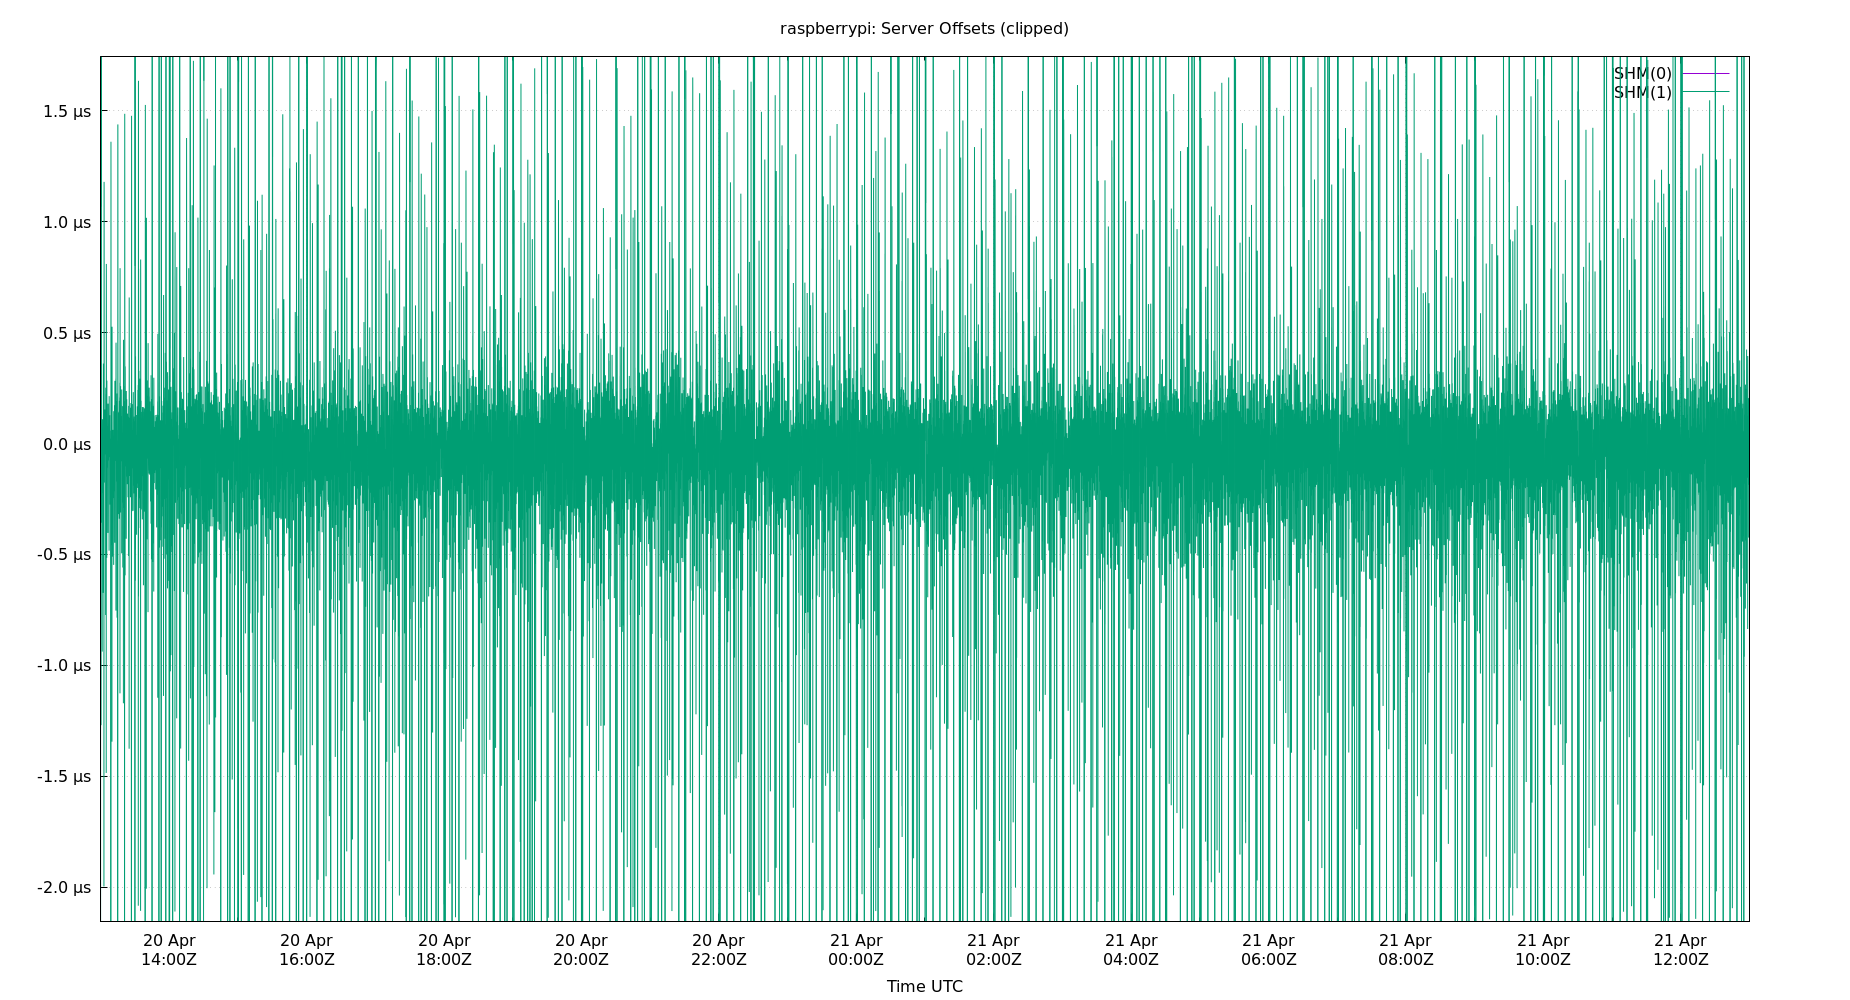 raspberrypi: Server Offsets (clipped)
SHM(0)
SHM(1)
1.5 µs
1.0 µs
0.5 µs
0.0 µs
-0.5 µs
-1.0 µs
-1.5 µs
-2.0 µs
20 Apr 20 Apr 20 Apr 20 Apr 20 Apr 21 Apr 21 Apr 21 Apr 21 Apr 21 Apr 21 Apr 21 Apr
14:00Z 16:00Z 18:00Z 20:00Z 22:00Z 00:00Z 02:00Z 04:00Z 06:00Z 08:00Z 10:00Z 12:00Z
Time UTC